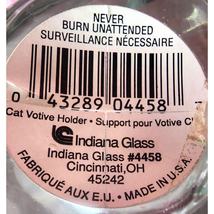 NEVER
BURN UNATTENDED
SURVEILLANCE NÉCESSAIRE
0 43289 04458
Cat Votive Holder • Support pour Votive
Indiana Glass
Indiana Glass #4458
Cincinnati, OH
45242
FABRIQUÉ AUX E.U. • MADE IN U.S.A.